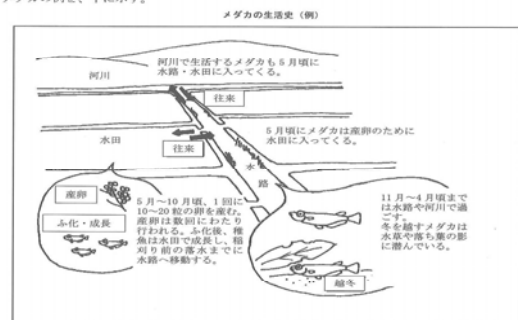 メダカの生活史（例）
河川で生活するメダカも5月頃に
水路・水田に入ってくる。
河川
往来
5月頃にメダカは産卵のために
水田に入ってくる。
水田
往来
水
路
産卵
5月～10月頃、1回に
10～20粒の卵を産む。
産卵は数回にわたり
行われる。ふ化後、稚
魚は水田で成長し、稲
刈り前の落水までに
水路へ移動する。
ふ化・成長
11月～4月頃まで
は水路や河川で過
ごす。
冬を越すメダカは
水草や落ち葉の影
に潜んでいる。
越冬